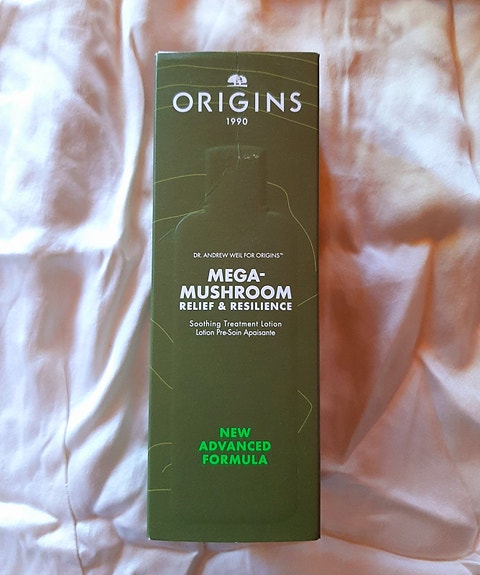 ORIGINS
1990
DR. ANDREW WEIL FOR ORIGINS™
MEGA-
MUSHROOM
RELIEF & RESILIENCE
Soothing Treatment Lotion
Lotion Pre-Soin Apaisante
NEW
ADVANCED
FORMULA